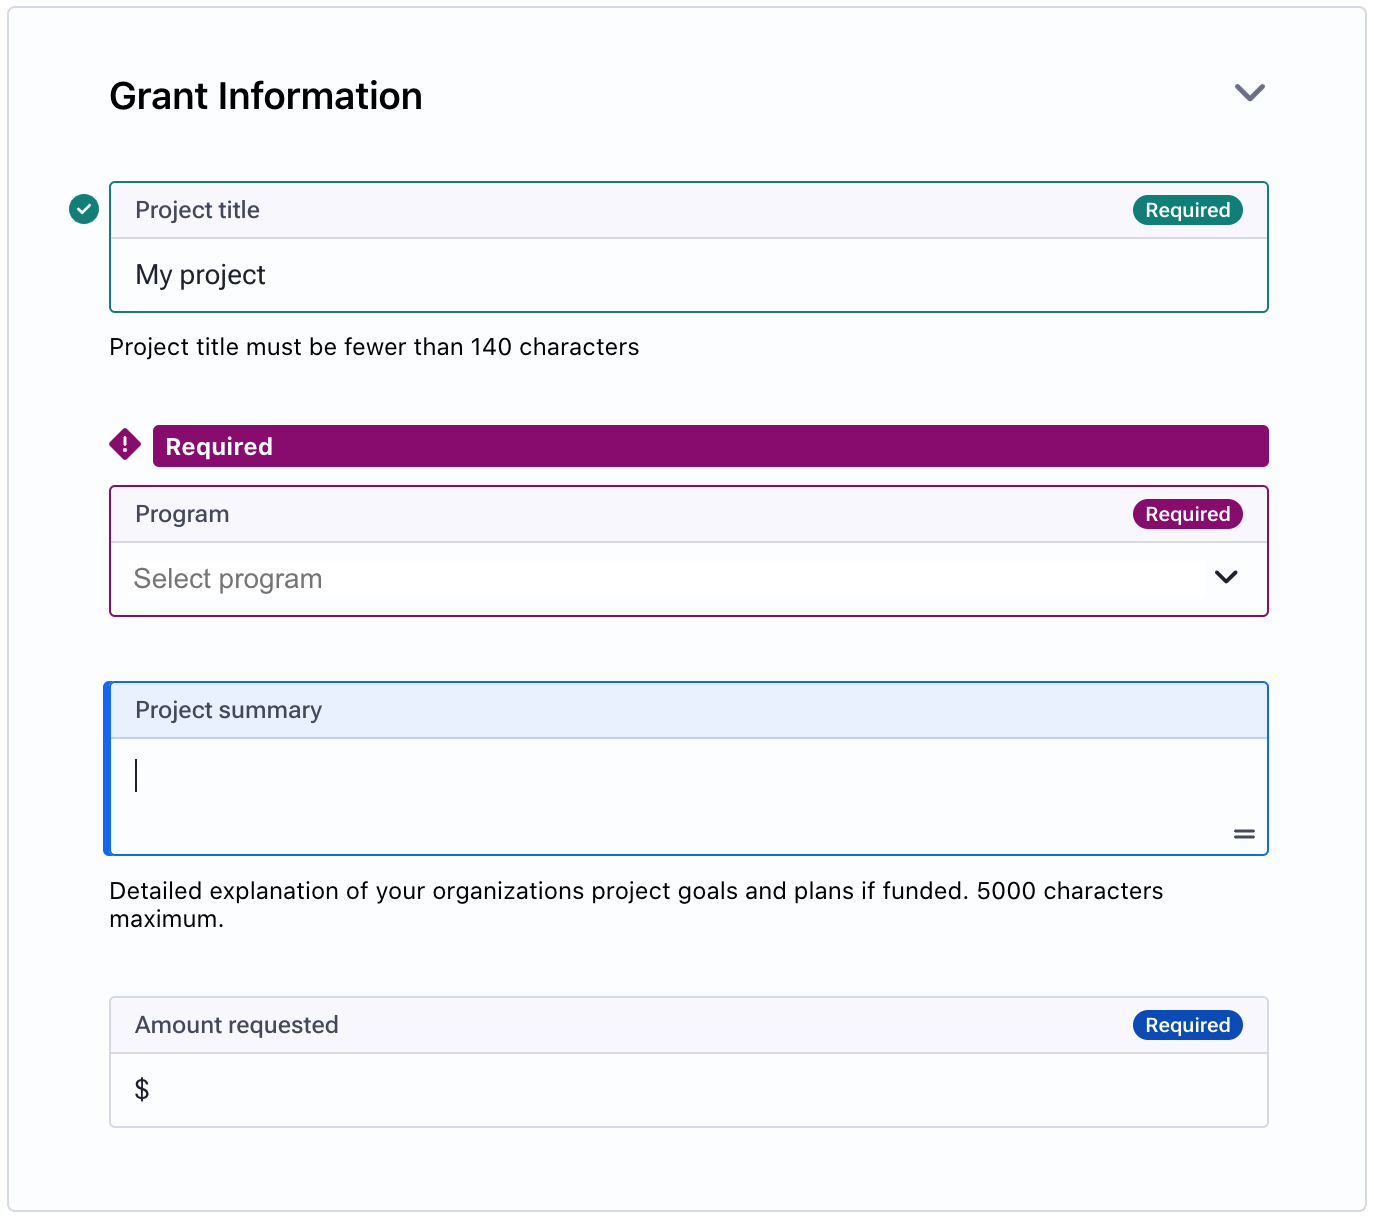 Grant Information
Project title
Required
My project
Project title must be fewer than 140 characters
Required
Program
Required
Select program
Project summary
Detailed explanation of your organizations project goals and plans if funded. 5000 characters
maximum.
Amount requested
Required
$